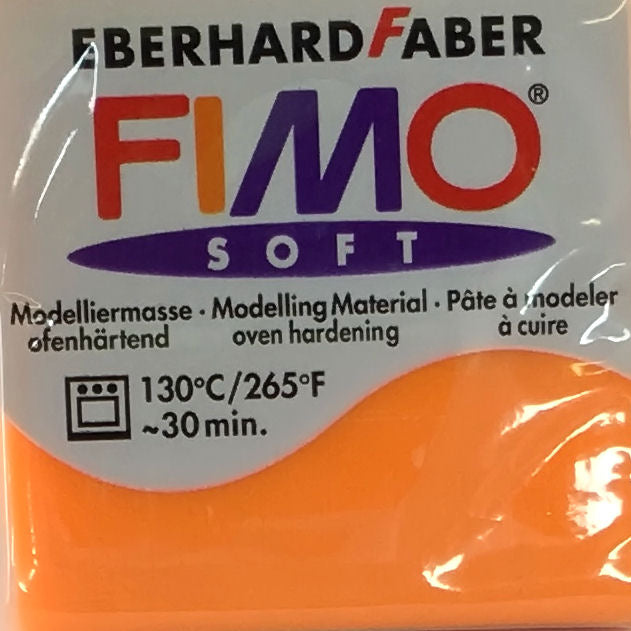 EBERHARDFABER
FIMO®
SOFT
Modelliermasse · Modelling Material · Pâte à modeler
ofenhärtend oven hardening à cuire
130°C/265°F
~30 min.